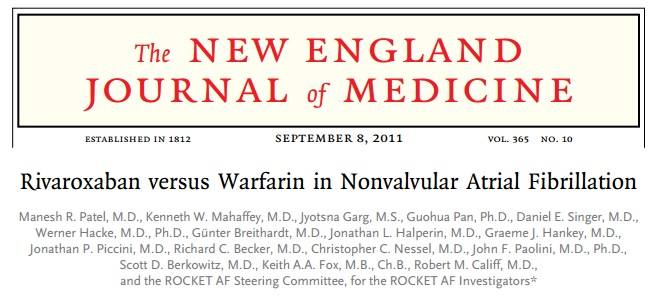 The NEW ENGLAND
JOURNAL of MEDICINE
ESTABLISHED IN 1812 SEPTEMBER 8, 2011 VOL. 365 NO. 10
Rivaroxaban versus Warfarin in Nonvalvular Atrial Fibrillation
Manesh R. Patel, M.D., Kenneth W. Mahaffey, M.D., Jyotsna Garg, M.S., Guohua Pan, Ph.D., Daniel E. Singer, M.D.,
Werner Hacke, M.D., Ph.D., Günter Breithardt, M.D., Jonathan L. Halperin, M.D., Graeme J. Hankey, M.D.,
Jonathan P. Piccini, M.D., Richard C. Becker, M.D., Christopher C. Nessel, M.D., John F. Paolini, M.D., Ph.D.,
Scott D. Berkowitz, M.D., Keith A.A. Fox, M.B., Ch.B., Robert M. Califf, M.D.,
and the ROCKET AF Steering Committee, for the ROCKET AF Investigators*